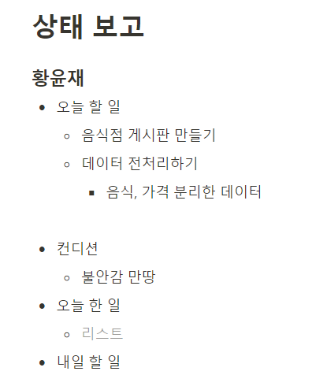 상태 보고
황윤재
오늘 할 일
음식점 게시판 만들기
데이터 전처리하기
음식, 가격 분리한 데이터
컨디션
불안감 만땅
오늘 한 일
리스트
내일 할 일